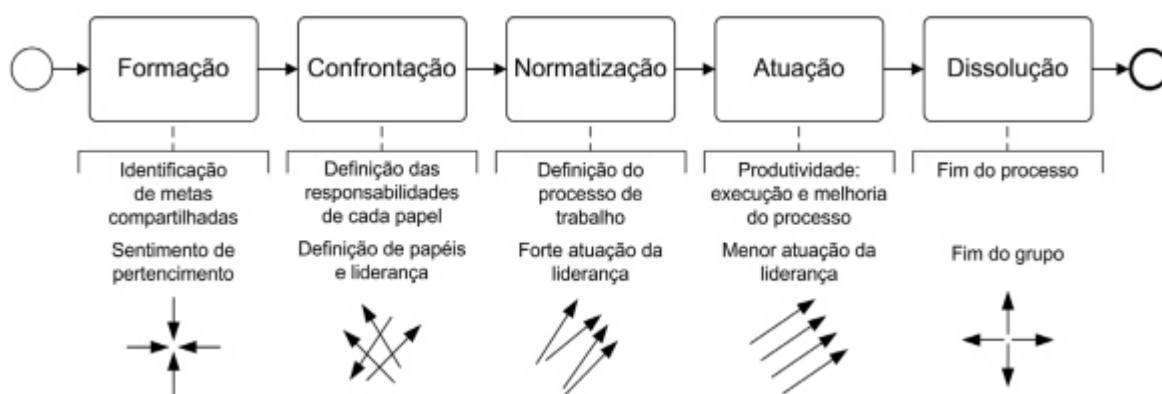 Formação
Confrontação
Normatização
Atuação
Dissolução
Identificação
de metas
compartilhadas
Sentimento de
pertencimento
Definição das
responsabilidades
de cada papel
Definição de papéis
e liderança
Definição do
processo de
trabalho
Forte atuação da
liderança
Produtividade:
execução e melhoria
do processo
Menor atuação da
liderança
Fim do processo
Fim do grupo